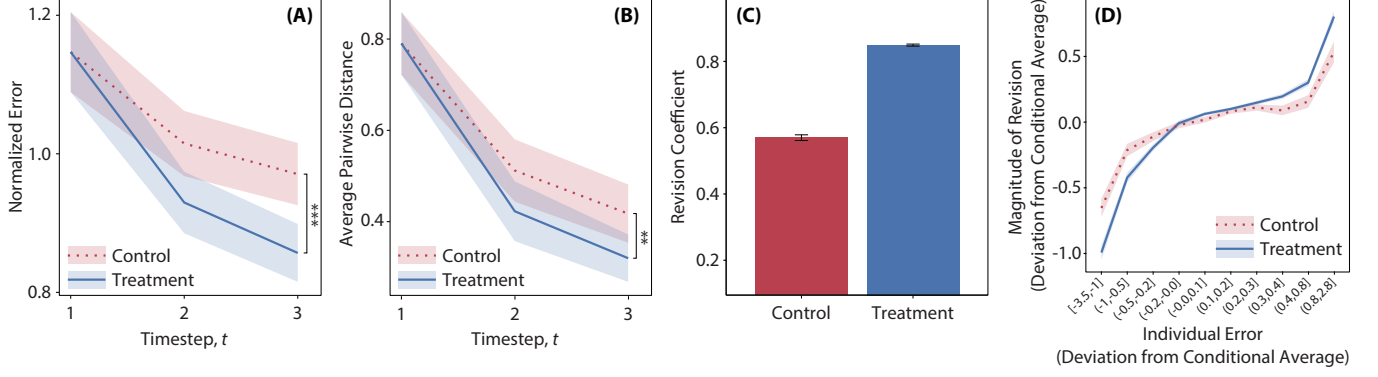 (A)
Normalized Error
1.2
1.0
0.8
***
Control
Treatment
1 2 3
Timestep, t
(B)
Average Pairwise Distance
0.8
0.6
0.4
**
Control
Treatment
1 2 3
Timestep, t
(C)
Revision Coefficient
0.8
0.6
0.4
0.2
Control Treatment
(D)
Magnitude of Revision
(Deviation from Conditional Average)
0.5
0.0
-0.5
-1.0
Control
Treatment
[-3.5,-1]
(-1,-0.5]
(-0.5,-0.2]
(-0.2,-0.0]
(-0.0,0.1]
(0.1,0.2]
(0.2,0.3]
(0.3,0.4]
(0.4,0.8]
(0.8,2.8]
Individual Error
(Deviation from Conditional Average)